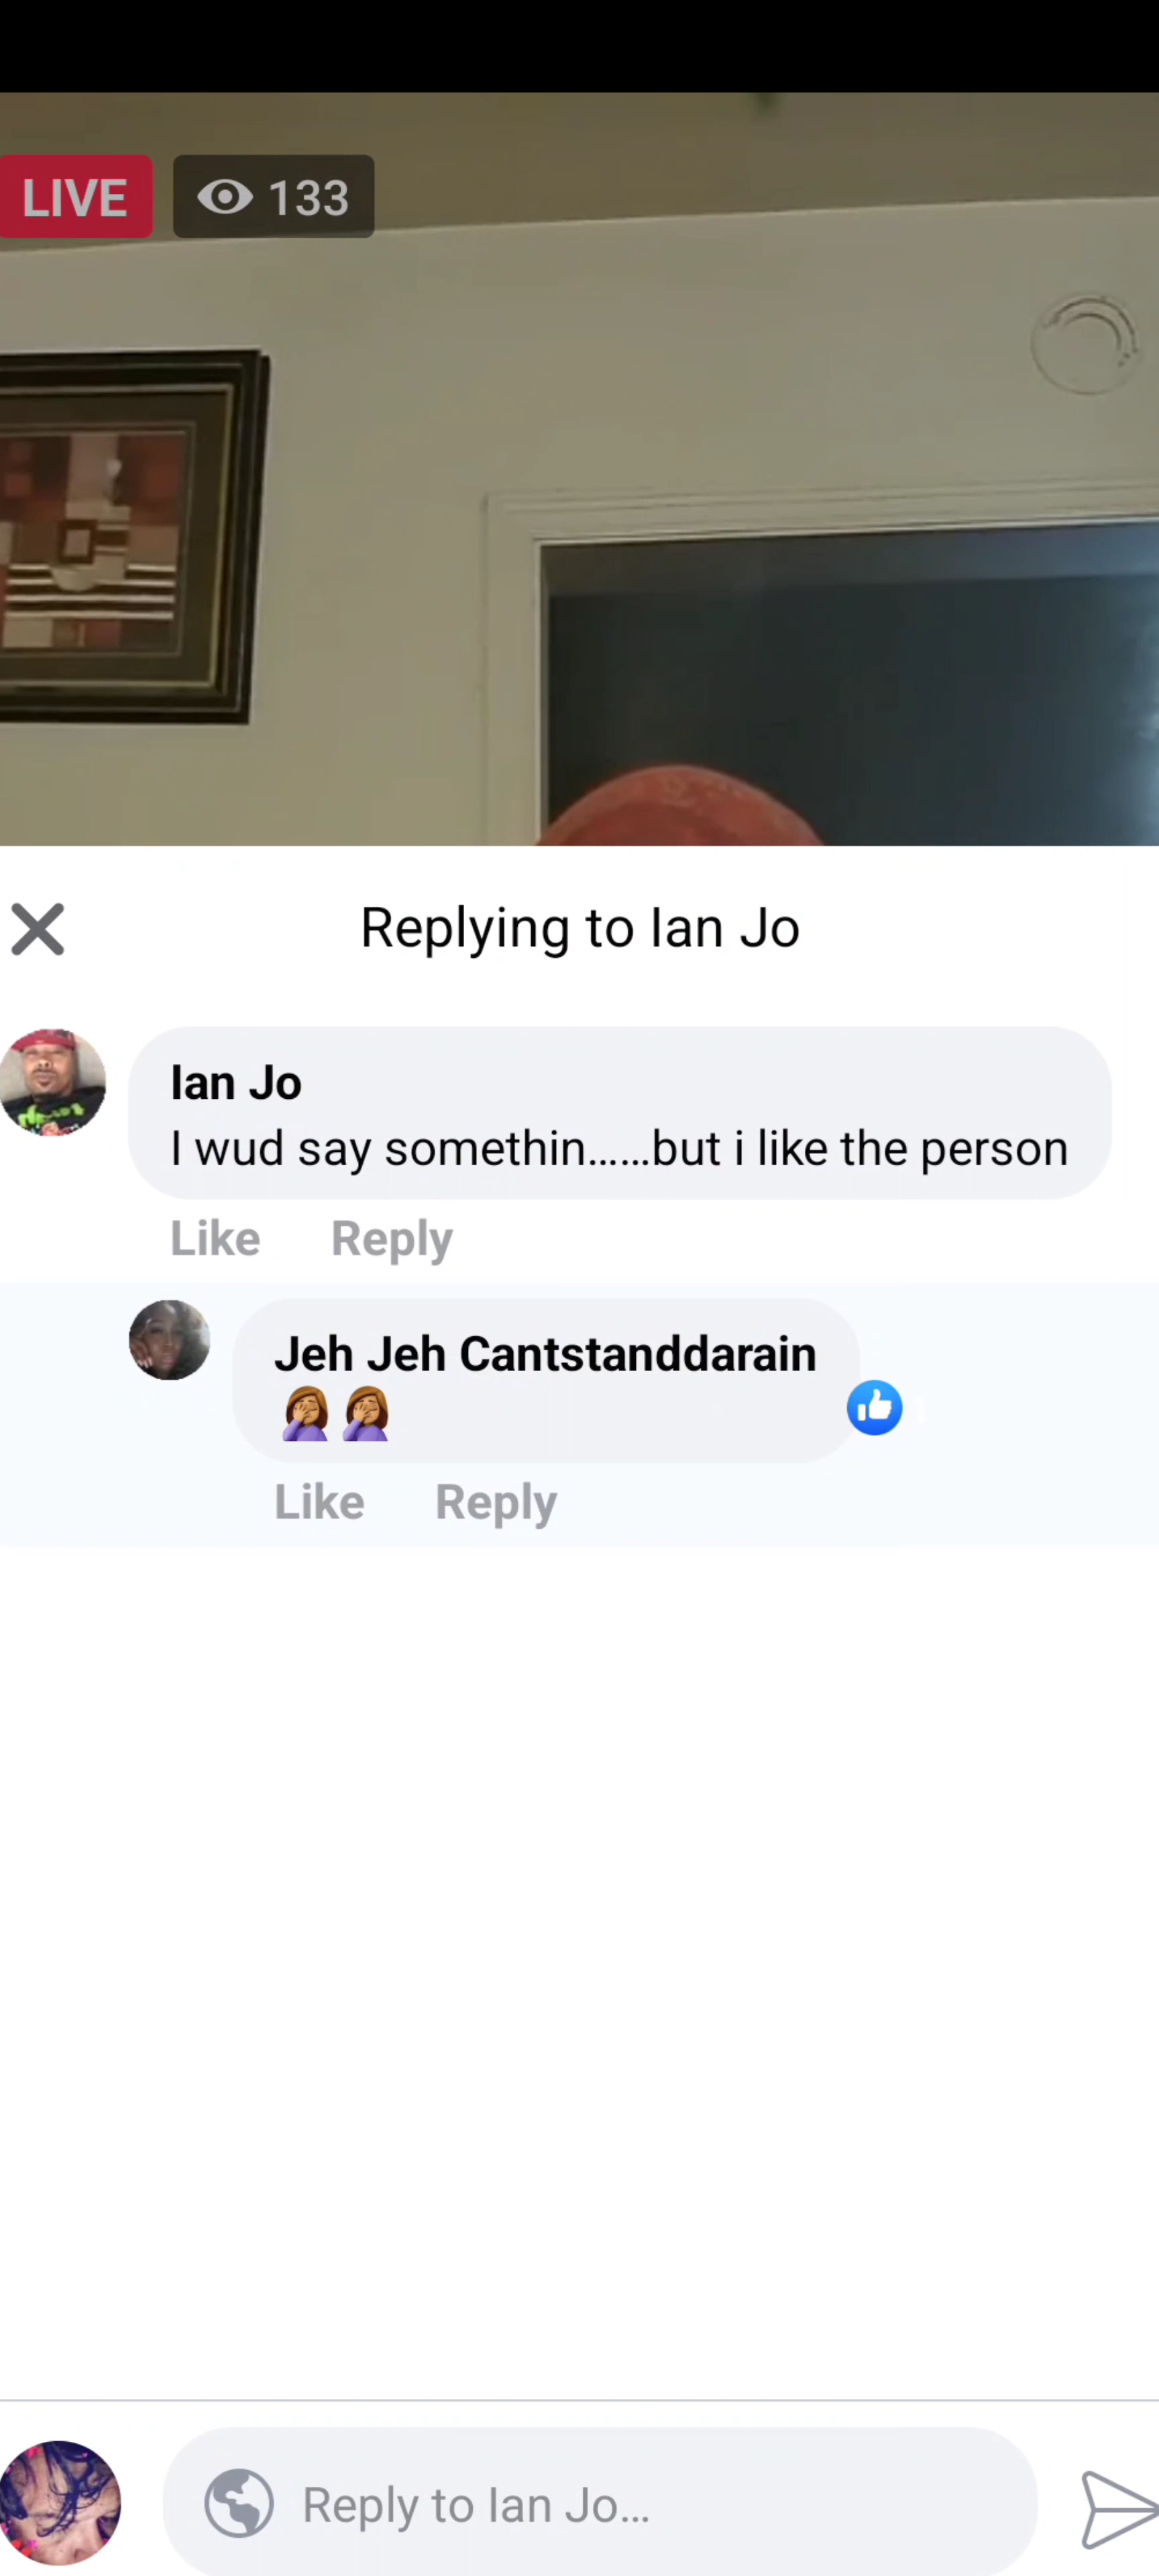 LIVE 133
Replying to Ian Jo
Ian Jo
I wud say somethin......but i like the person
Like Reply
Jeh Jeh Cantstanddarain
🤦🏽‍♀️🤦🏽‍♀️
Like Reply
Reply to Ian Jo...